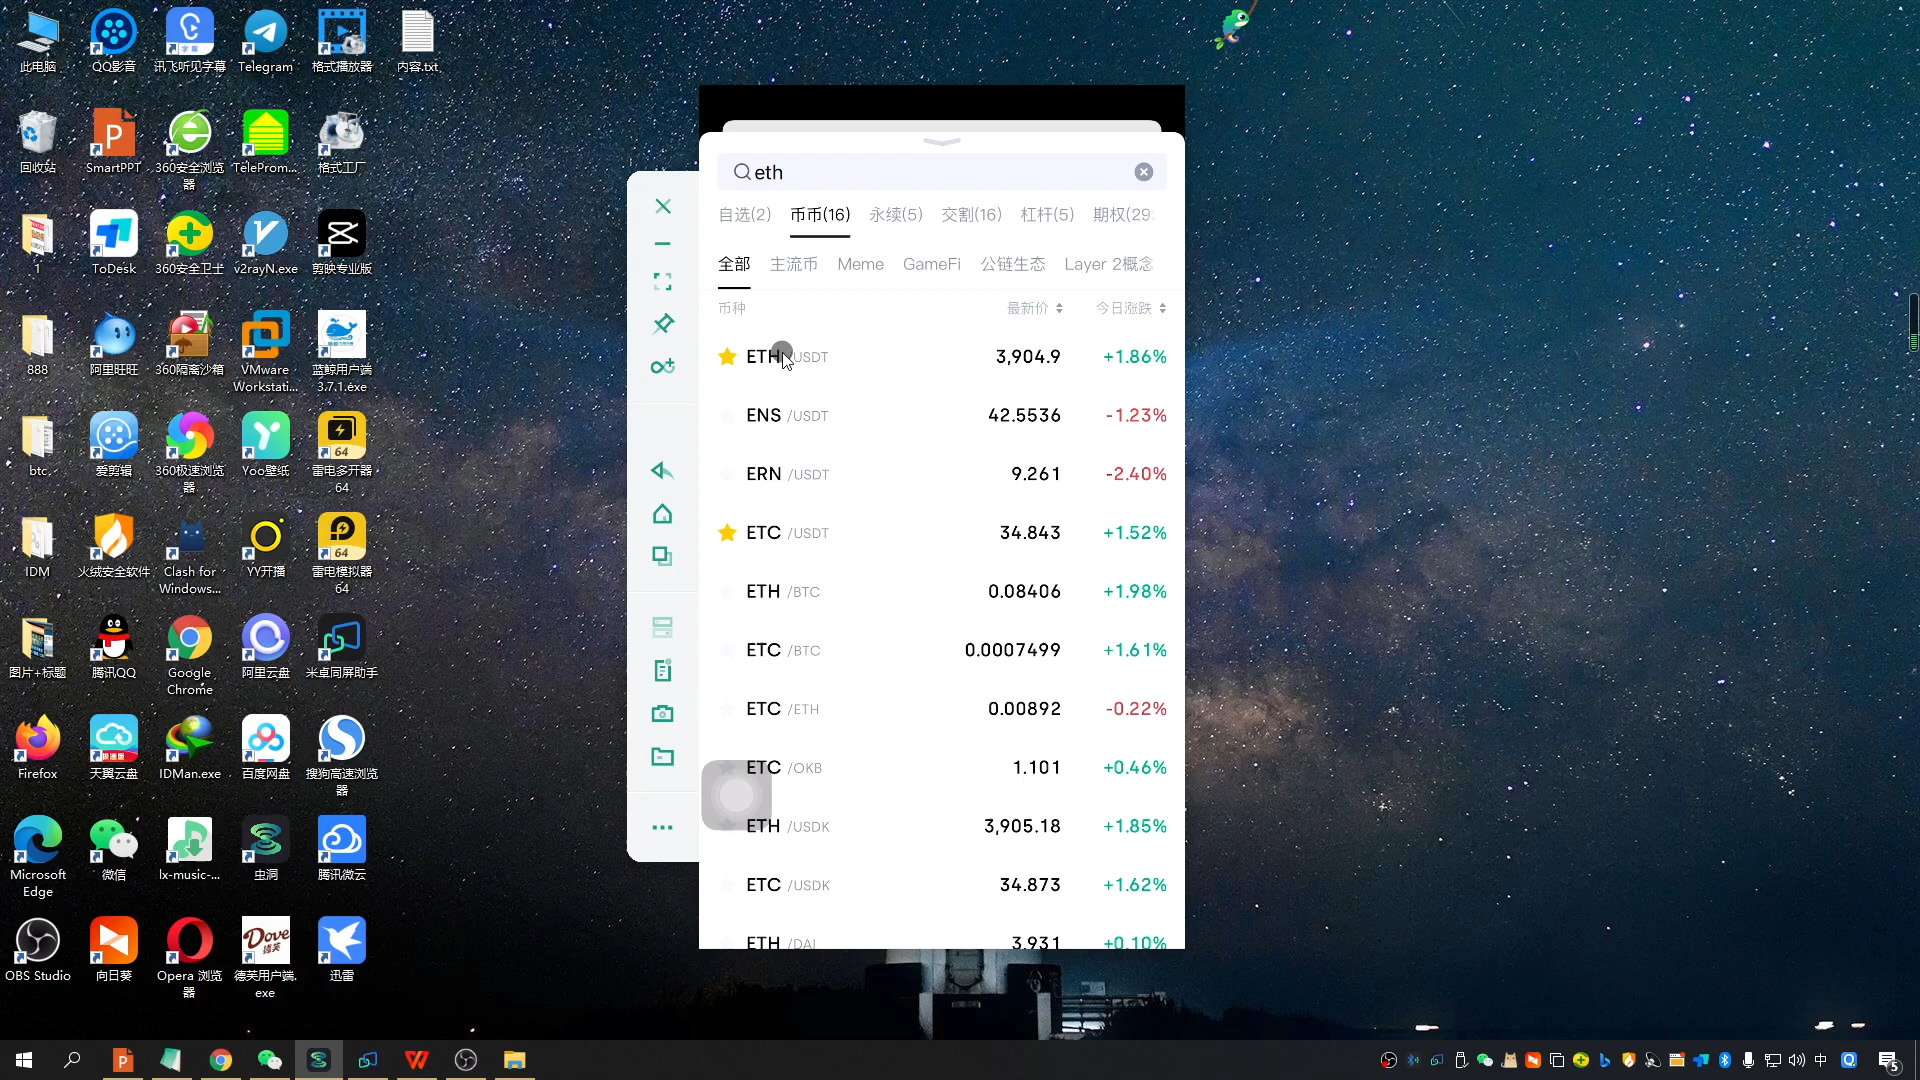 此电脑
QQ影音
讯飞听见字幕
Telegram
格式播放器
内容.txt
回收站
SmartPPT
360安全浏览器
TeleProm...
格式工厂
1
ToDesk
360安全卫士
v2rayN.exe
剪映专业版
888
阿里旺旺
360隔离沙箱
VMware Workstati...
蓝鲸用户端3.7.1.exe
btc
爱剪辑
360极速浏览器
Yoo壁纸
雷电多开器64
IDM
火绒安全软件
Clash for Windows...
YY开播
雷电模拟器64
图片+标题
腾讯QQ
Google Chrome
阿里云盘
米卓同屏助手
Firefox
天翼云盘
IDMan.exe
百度网盘
搜狗高速浏览器
Microsoft Edge
微信
lx-music-...
虫洞
腾讯微云
OBS Studio
向日葵
Opera 浏览器
德芙用户端.exe
迅雷
eth
自选(2) 币币(16) 永续(5) 交割(16) 杠杆(5) 期权(29
全部 主流币 Meme GameFi 公链生态 Layer 2概念
币种 最新价 今日涨跌
ETH /USDT 3,904.9 +1.86%
ENS /USDT 42.5536 -1.23%
ERN /USDT 9.261 -2.40%
ETC /USDT 34.843 +1.52%
ETH /BTC 0.08406 +1.98%
ETC /BTC 0.0007499 +1.61%
ETC /ETH 0.00892 -0.22%
ETC /OKB 1.101 +0.46%
ETH /USDK 3,905.18 +1.85%
ETC /USDK 34.873 +1.62%
ETH /DAI 3.931 +0.10%
中
5